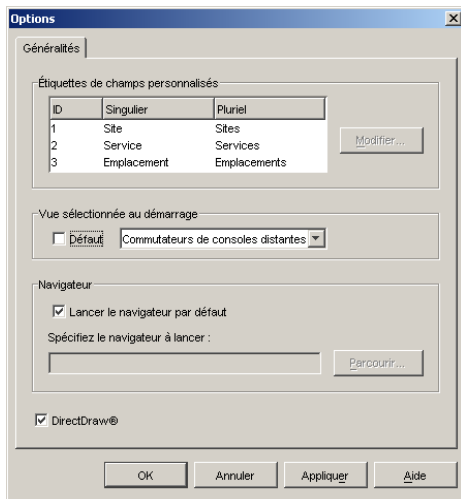 Options
Généralités
Étiquettes de champs personnalisés
ID Singulier Pluriel
1 Site Sites
2 Service Services
3 Emplacement Emplacements
Modifier...
Vue sélectionnée au démarrage
Défaut Commutateurs de consoles distantes
Navigateur
Lancer le navigateur par défaut
Spécifiez le navigateur à lancer :
Parcourir...
DirectDraw®
OK Annuler Appliquer Aide